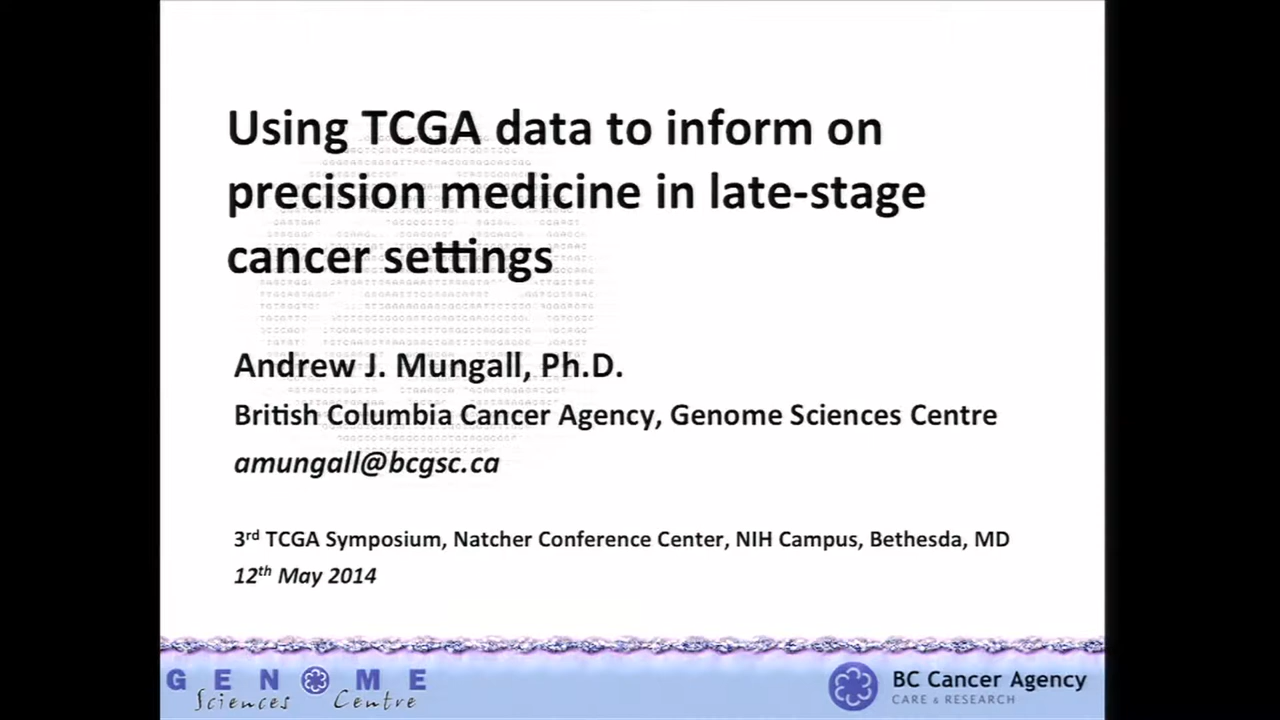 Using TCGA data to inform on
precision medicine in late-stage
cancer settings
Andrew J. Mungall, Ph.D.
British Columbia Cancer Agency, Genome Sciences Centre
amungall@bcgsc.ca
3rd TCGA Symposium, Natcher Conference Center, NIH Campus, Bethesda, MD
12th May 2014
GENOME
Sciences Centre
BC Cancer Agency
CARE & RESEARCH